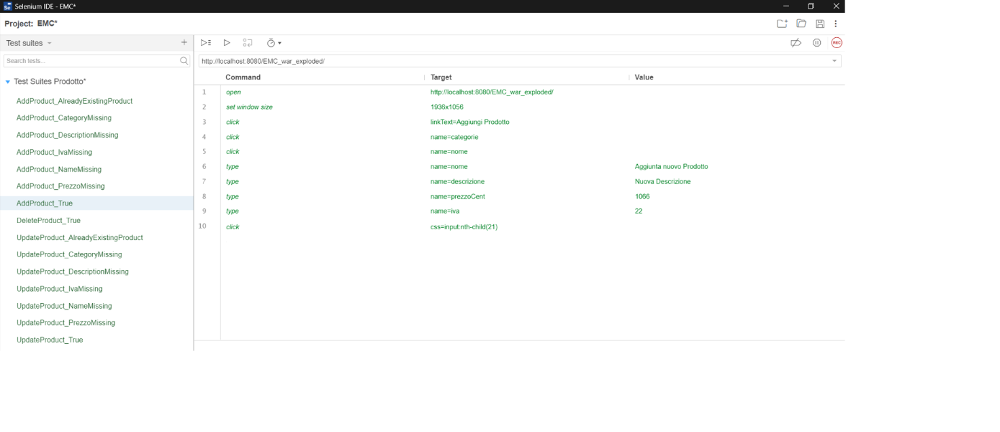 Se Selenium IDE - EMC*
Project: EMC*
Test suites
http://localhost:8080/EMC_war_exploded/
REC
Search tests...
Test Suites Prodotto*
AddProduct_AlreadyExistingProduct
AddProduct_CategoryMissing
AddProduct_DescriptionMissing
AddProduct_IvaMissing
AddProduct_NameMissing
AddProduct_PrezzoMissing
AddProduct_True
DeleteProduct_True
UpdateProduct_AlreadyExistingProduct
UpdateProduct_CategoryMissing
UpdateProduct_DescriptionMissing
UpdateProduct_IvaMissing
UpdateProduct_NameMissing
UpdateProduct_PrezzoMissing
UpdateProduct_True
Command Target Value
1 open http://localhost:8080/EMC_war_exploded/
2 set window size 1936x1056
3 click linkText=Aggiungi Prodotto
4 click name=categorie
5 click name=nome
6 type name=nome Aggiunta nuovo Prodotto
7 type name=descrizione Nuova Descrizione
8 type name=prezzoCent 1066
9 type name=iva 22
10 click css=input:nth-child(21)